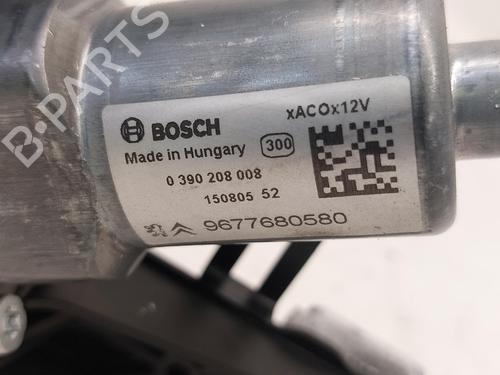 B-PARTS
BOSCH
xACOx12V
Made in Hungary 300
0 390 208 008
150805 52
9677680580